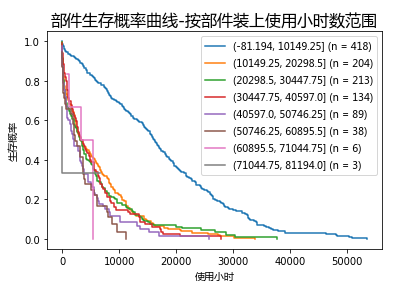 部件生存概率曲线-按部件装上使用小时数范围
(-81.194, 10149.25] (n = 418)
(10149.25, 20298.5] (n = 204)
(20298.5, 30447.75] (n = 213)
(30447.75, 40597.0] (n = 134)
(40597.0, 50746.25] (n = 89)
(50746.25, 60895.5] (n = 38)
(60895.5, 71044.75] (n = 6)
(71044.75, 81194.0] (n = 3)
生存概率
1.0
0.8
0.6
0.4
0.2
0.0
0 10000 20000 30000 40000 50000
使用小时